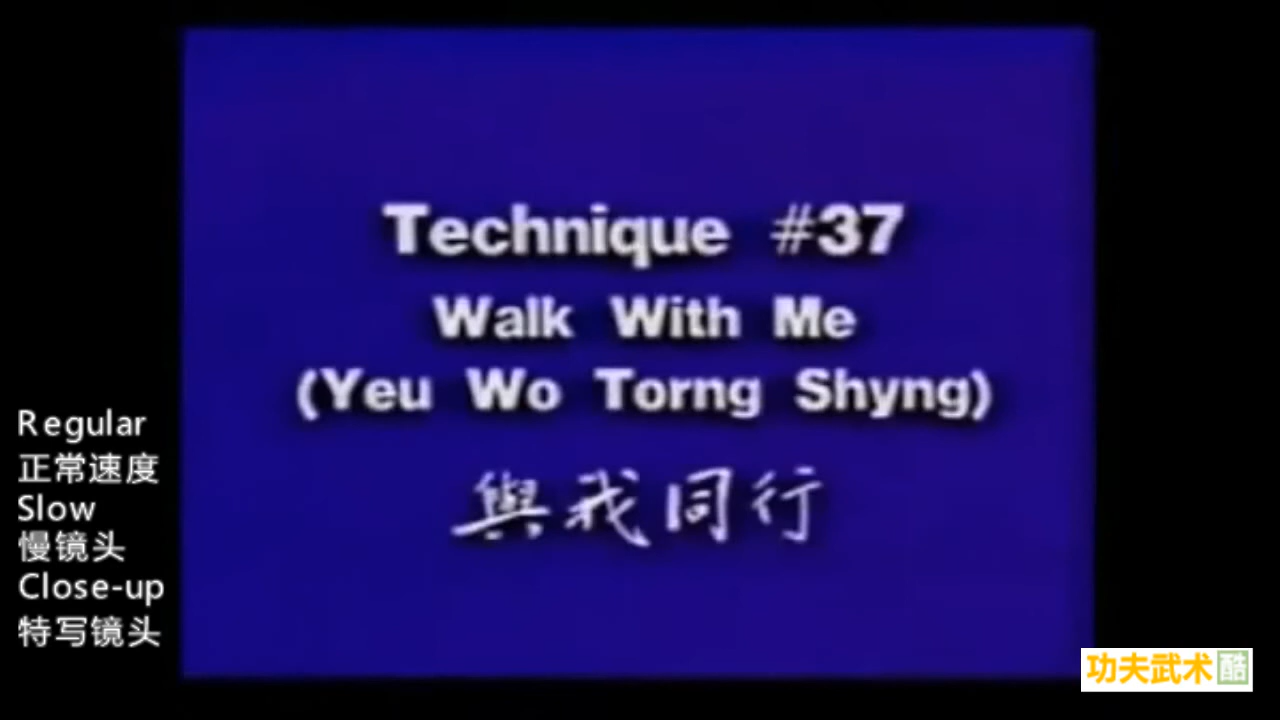 Technique #37
Walk With Me
(Yeu Wo Torng Shyng)
與我同行
Regular
正常速度
Slow
慢镜头
Close-up
特写镜头
功夫武术酷